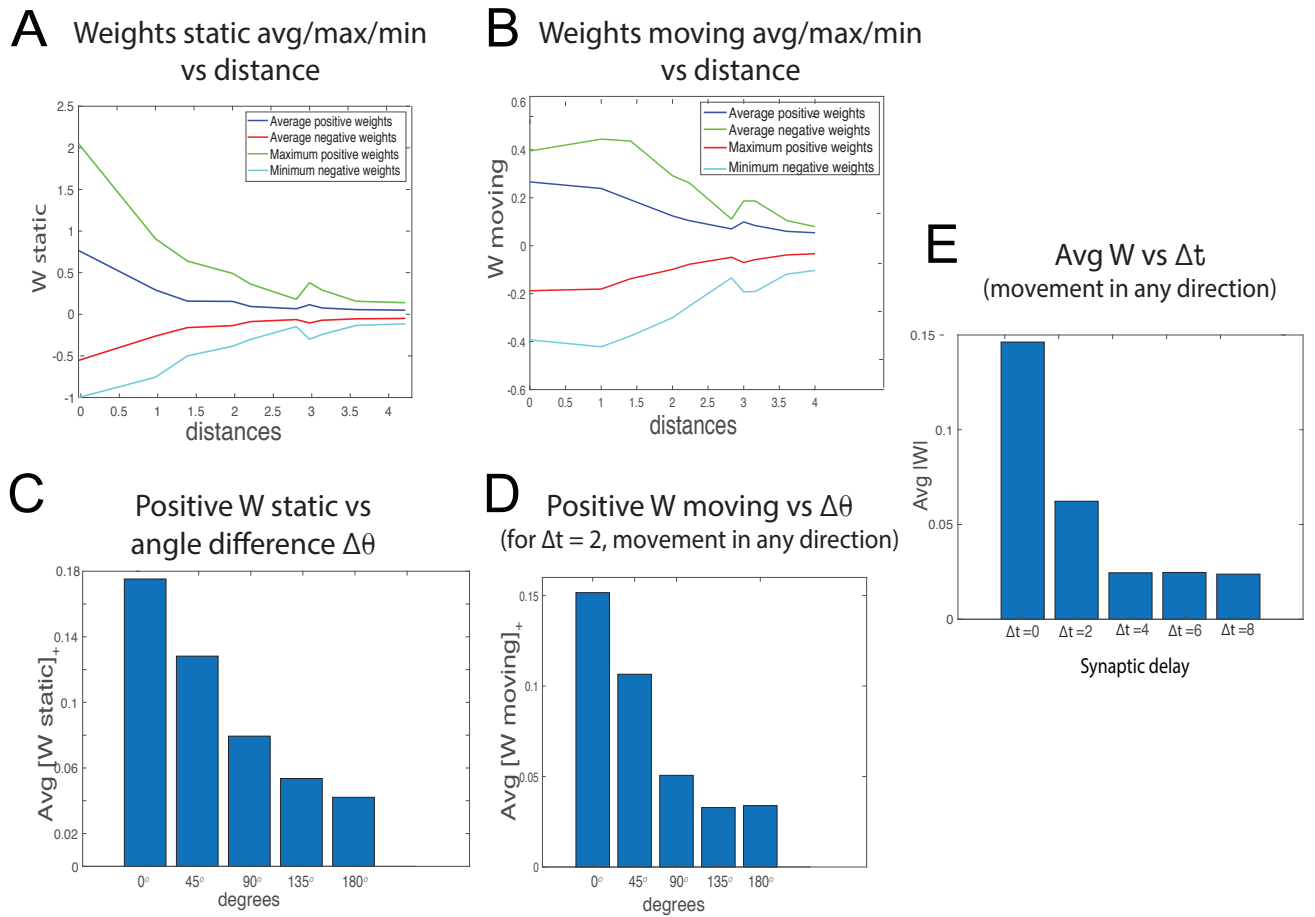 A
Weights static avg/max/min
vs distance
2.5
2
1.5
1
0.5
0
-0.5
-1
W static
Average positive weights
Average negative weights
Maximum positive weights
Minimum negative weights
0 0.5 1 1.5 2 2.5 3 3.5 4
distances
B
Weights moving avg/max/min
vs distance
0.6
0.4
0.2
0
-0.2
-0.4
-0.6
W moving
Average positive weights
Average negative weights
Maximum positive weights
Minimum negative weights
0 0.5 1 1.5 2 2.5 3 3.5 4
distances
C
Positive W static vs
angle difference Δθ
0.18
0.14
0.1
0.06
0.02
0
Avg [W static]+
0° 45° 90° 135° 180°
degrees
D
Positive W moving vs Δθ
(for Δt = 2, movement in any direction)
0.15
0.1
0.05
0
Avg [W moving]+
0° 45° 90° 135° 180°
degrees
E
Avg W vs Δt
(movement in any direction)
0.15
0.1
0.05
0
Avg |W|
Δt =0 Δt =2 Δt =4 Δt =6 Δt =8
Synaptic delay